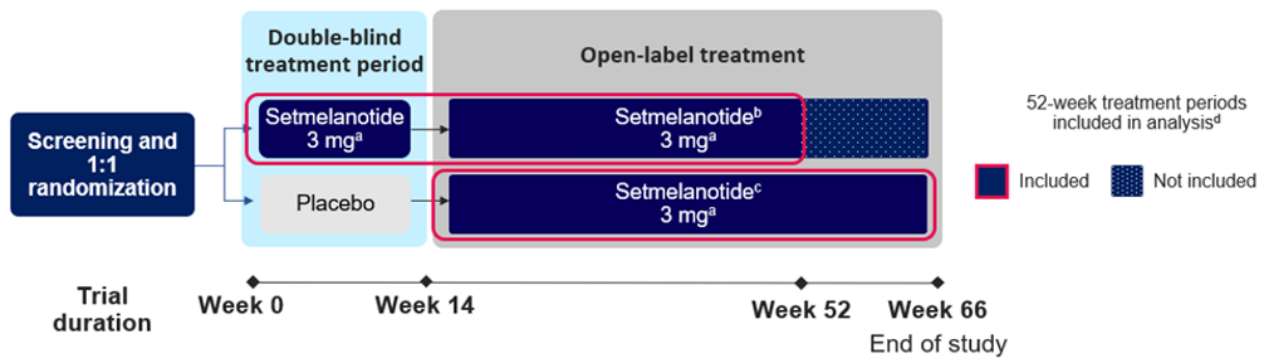 Double-blind
treatment period
Open-label treatment
Screening and
1:1
randomization
Setmelanotide
3 mgᵃ
Setmelanotideᵇ
3 mgᵃ
Placebo
Setmelanotideᶜ
3 mgᵃ
52-week treatment periods
included in analysisᵈ
Included
Not included
Trial
duration
Week 0
Week 14
Week 52
Week 66
End of study